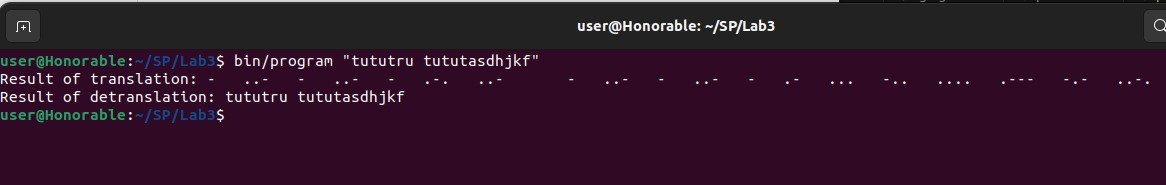 user@Honorable: ~/SP/Lab3
user@Honorable:~/SP/Lab3$ bin/program "tututru tututasdhjkf"
Result of translation: -   ..-   -   ..-   -   .-.   ..-       -   ..-   -   ..-   -   .-   ...   -..   ....   .---   -.-   ..-.
Result of detranslation: tututru tututasdhjkf
user@Honorable:~/SP/Lab3$